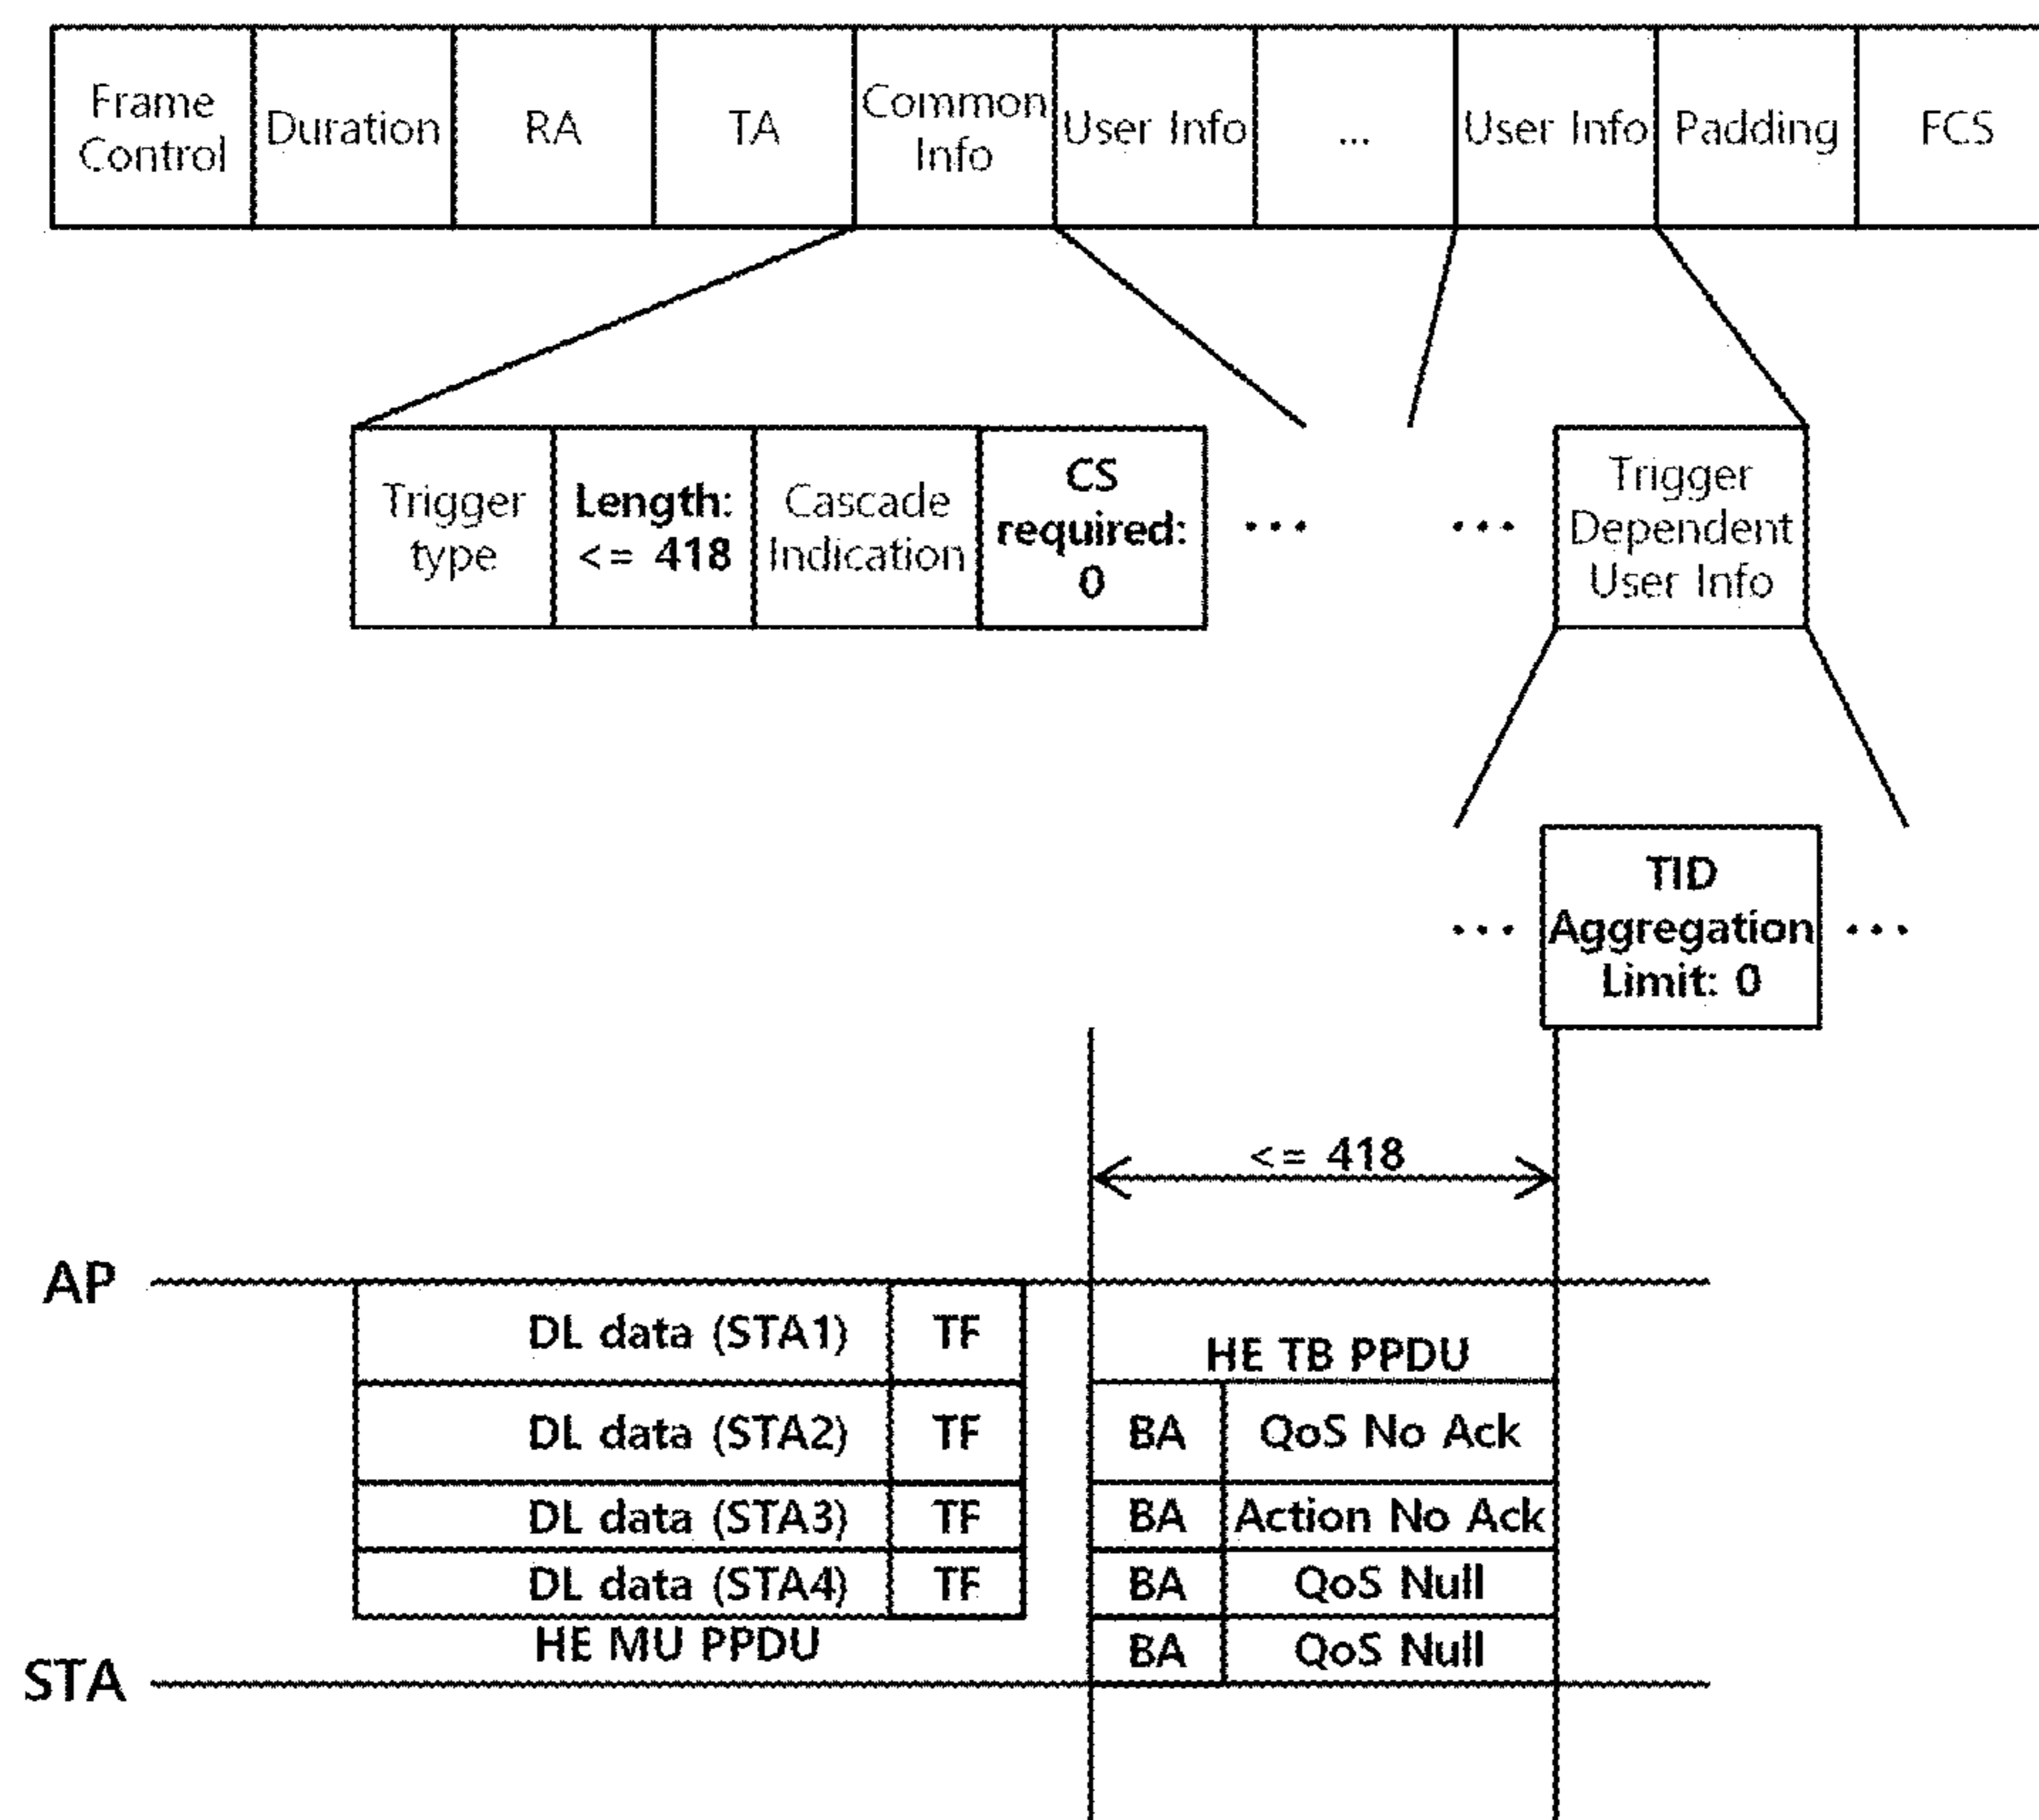 Frame Control Duration RA TA Common Info User Info ... User Info Padding FCS
Trigger type Length: <= 418 Cascade Indication CS required: 0 ... ... Trigger Dependent User Info
... TID Aggregation Limit: 0 ...
<= 418
AP
DL data (STA1) TF
HE TB PPDU
DL data (STA2) TF BA QoS No Ack
DL data (STA3) TF BA Action No Ack
DL data (STA4) TF BA QoS Null
HE MU PPDU BA QoS Null
STA